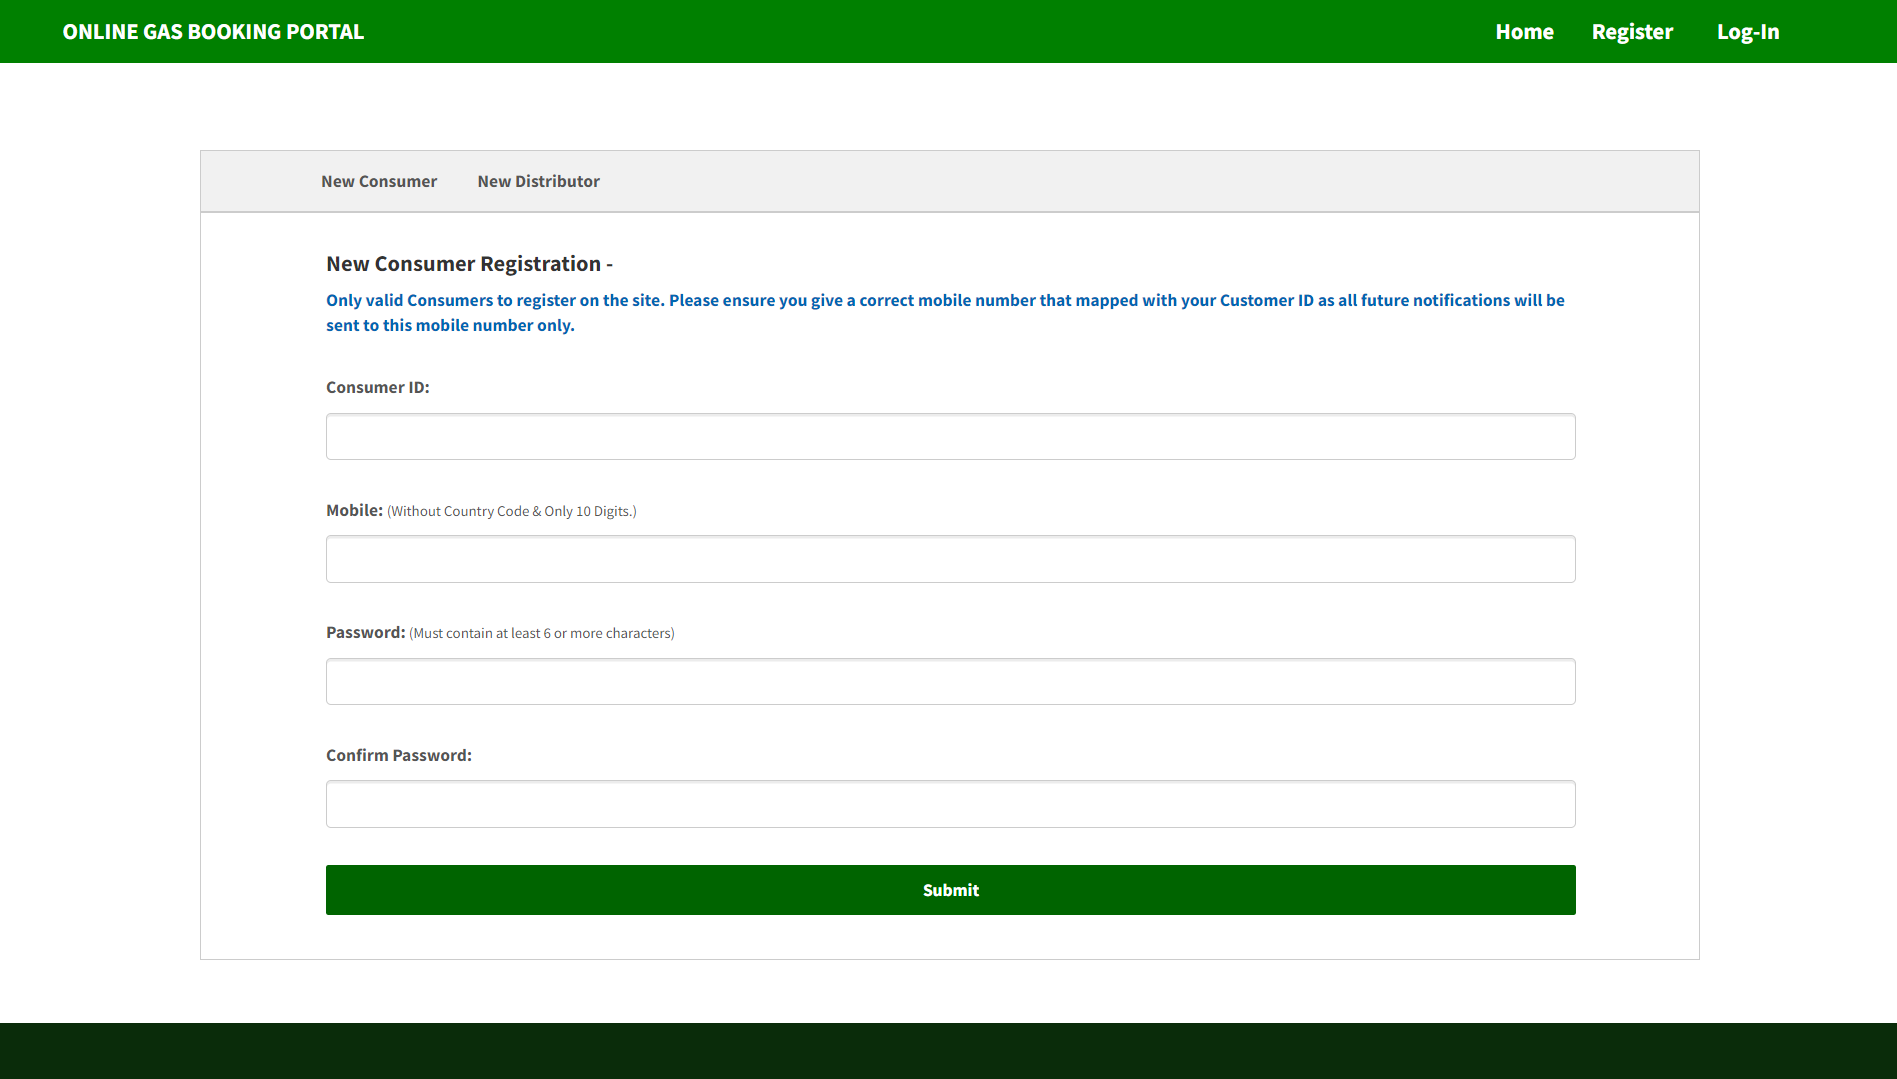 ONLINE GAS BOOKING PORTAL
Home Register Log-In
New Consumer New Distributor
New Consumer Registration -
Only valid Consumers to register on the site. Please ensure you give a correct mobile number that mapped with your Customer ID as all future notifications will be
sent to this mobile number only.
Consumer ID:
Mobile: (Without Country Code & Only 10 Digits.)
Password: (Must contain at least 6 or more characters)
Confirm Password:
Submit